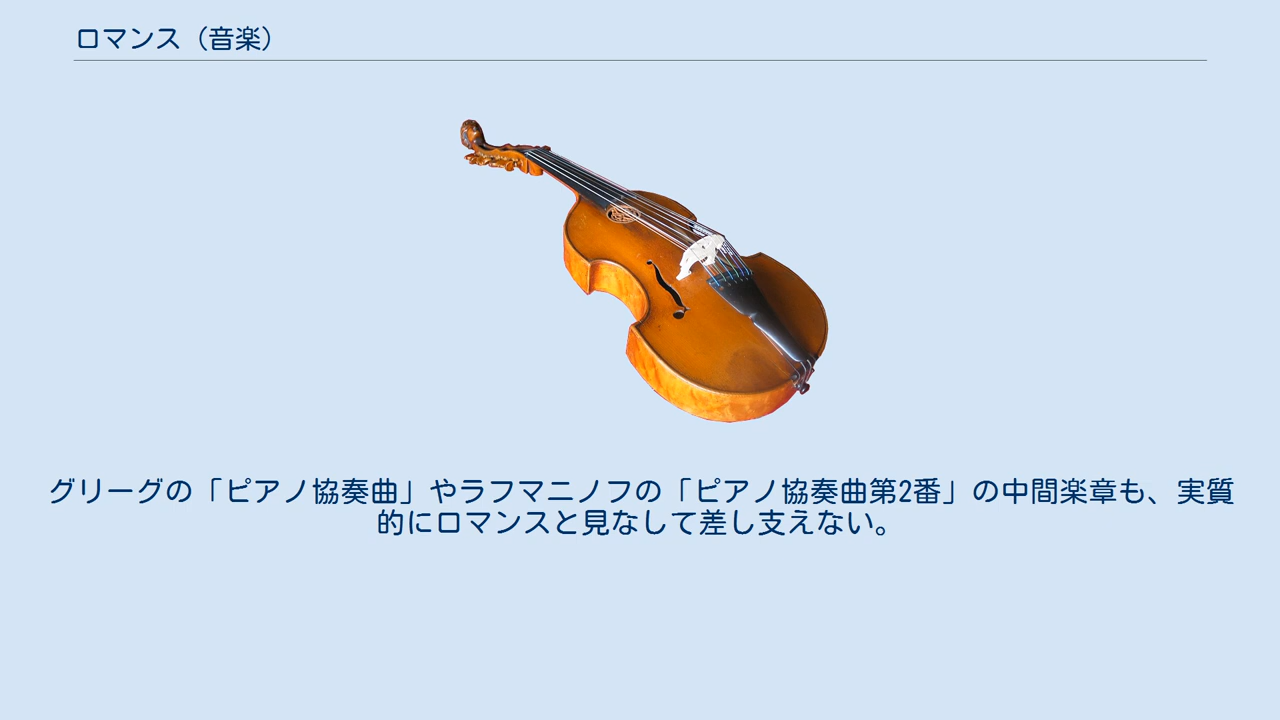 ロマンス（音楽）
グリーグの「ピアノ協奏曲」やラフマニノフの「ピアノ協奏曲第2番」の中間楽章も、実質
的にロマンスと見なして差し支えない。